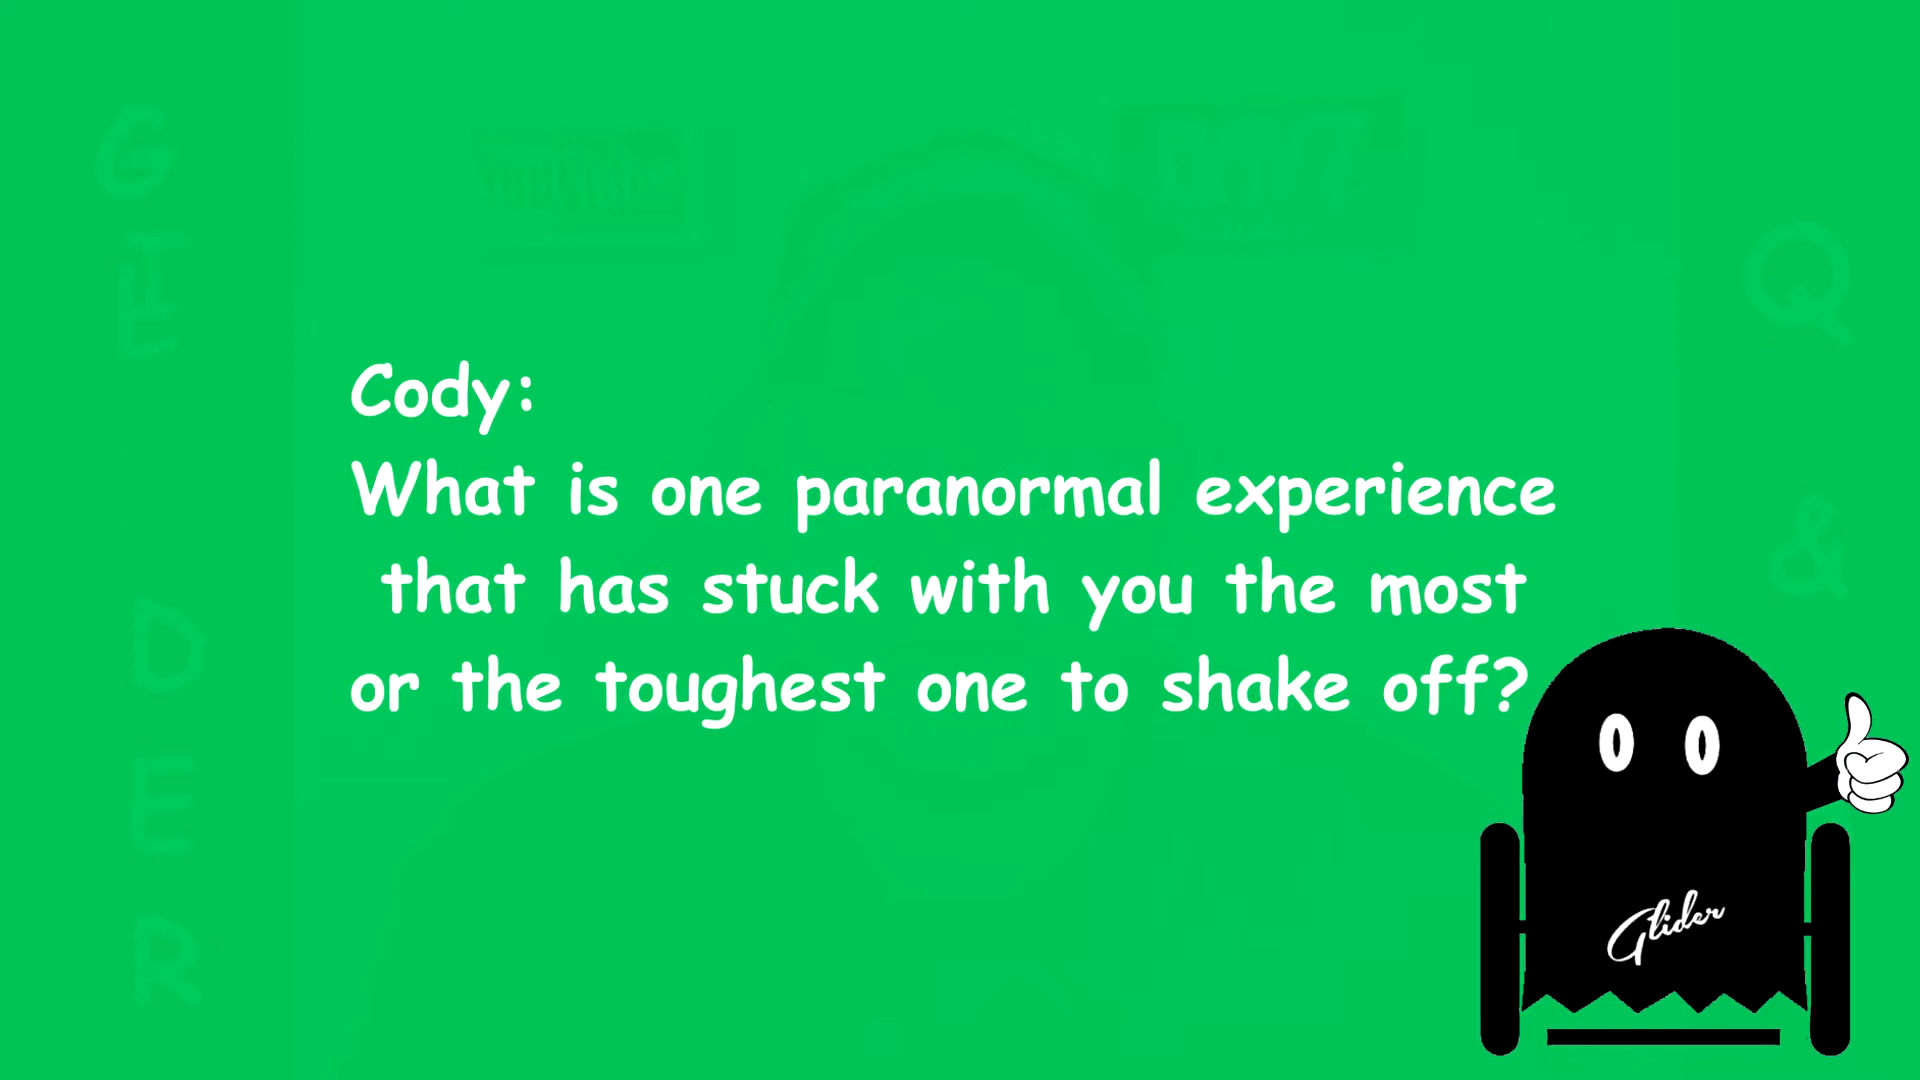 Cody:
What is one paranormal experience
that has stuck with you the most
or the toughest one to shake off?
Glider
G
D
E
R
Q
&